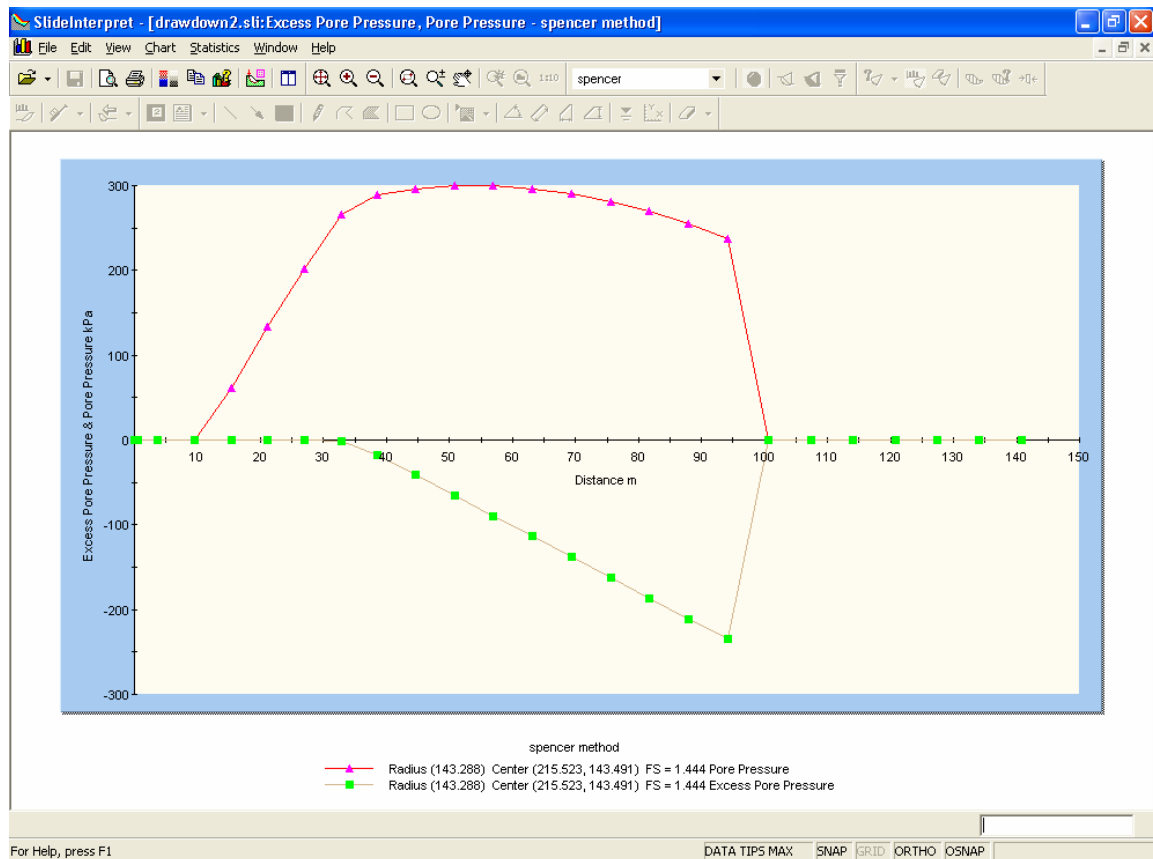 SlideInterpret - [drawdown2.sli:Excess Pore Pressure, Pore Pressure - spencer method]
File Edit View Chart Statistics Window Help
1:10 spencer
300
200
100
0
-100
-200
-300
Excess Pore Pressure & Pore Pressure kPa
10 20 30 40 50 60 70 80 90 100 110 120 130 140 150
Distance m
spencer method
Radius (143.288) Center (215.523, 143.491) FS = 1.444 Pore Pressure
Radius (143.288) Center (215.523, 143.491) FS = 1.444 Excess Pore Pressure
For Help, press F1 DATA TIPS MAX SNAP GRID ORTHO OSNAP